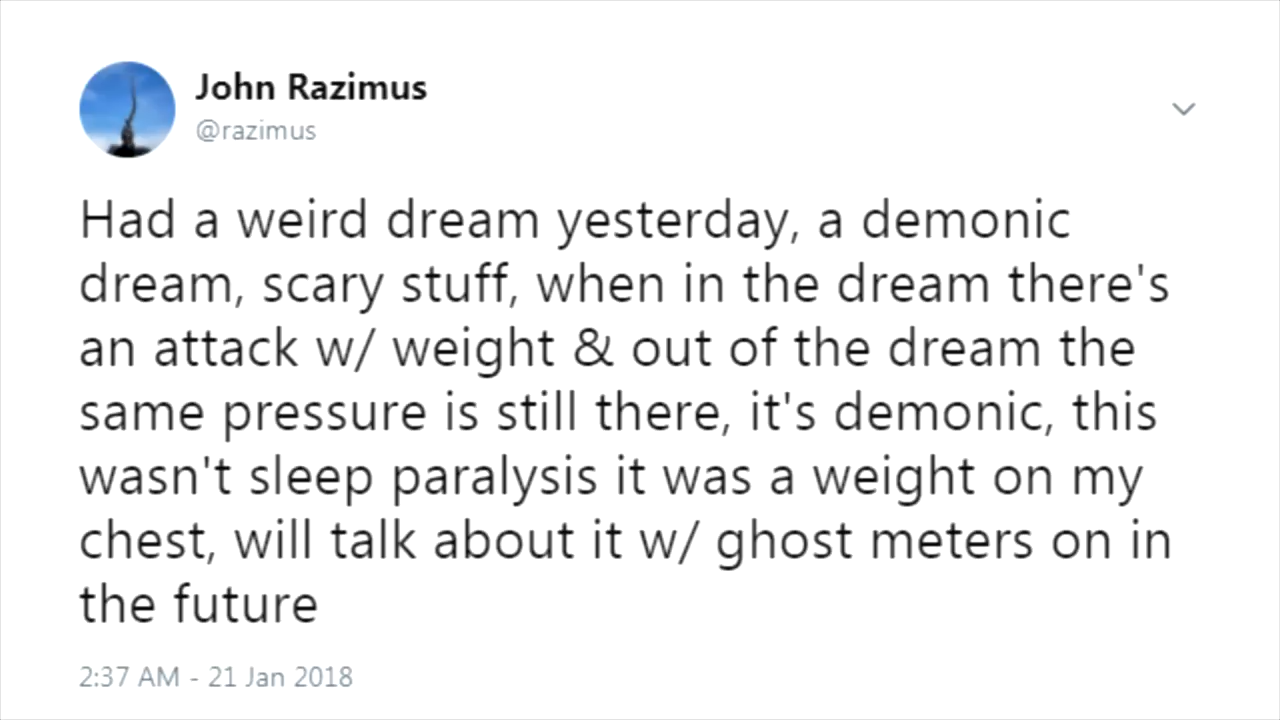 John Razimus
@razimus
Had a weird dream yesterday, a demonic
dream, scary stuff, when in the dream there's
an attack w/ weight & out of the dream the
same pressure is still there, it's demonic, this
wasn't sleep paralysis it was a weight on my
chest, will talk about it w/ ghost meters on in
the future
2:37 AM - 21 Jan 2018